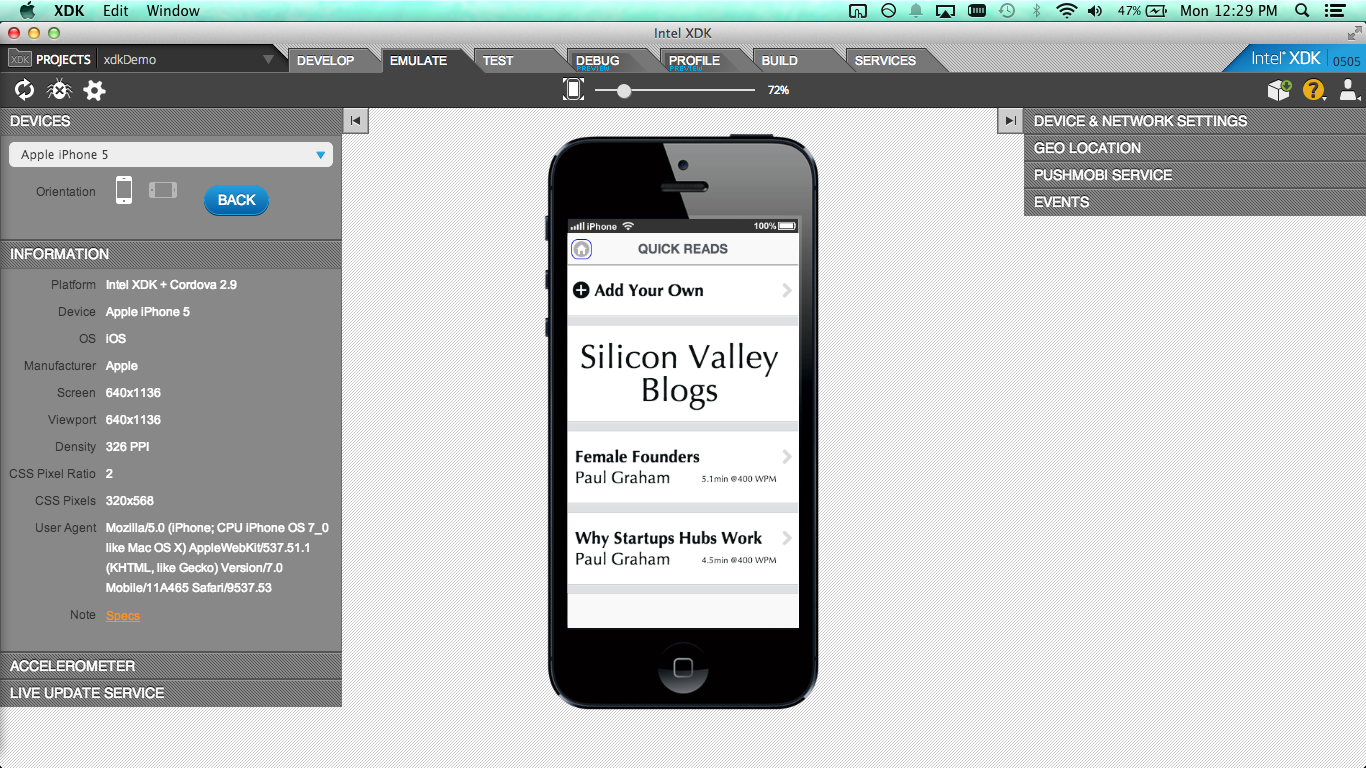 XDK Edit Window
47% Mon 12:29 PM
Intel XDK
XDK PROJECTS xdkDemo
DEVELOP EMULATE TEST DEBUG PROFILE BUILD SERVICES
PREVIEW PREVIEW
Intel® XDK 0505
72%
?
DEVICES
Apple iPhone 5
Orientation
BACK
INFORMATION
Platform Intel XDK + Cordova 2.9
Device Apple iPhone 5
OS iOS
Manufacturer Apple
Screen 640x1136
Viewport 640x1136
Density 326 PPI
CSS Pixel Ratio 2
CSS Pixels 320x568
User Agent Mozilla/5.0 (iPhone; CPU iPhone OS 7_0
like Mac OS X) AppleWebKit/537.51.1
(KHTML, like Gecko) Version/7.0
Mobile/11A465 Safari/9537.53
Note Specs
ACCELEROMETER
LIVE UPDATE SERVICE
iPhone 100%
QUICK READS
Add Your Own
Silicon Valley
Blogs
Female Founders
Paul Graham 5.1min @400 WPM
Why Startups Hubs Work
Paul Graham 4.5min @400 WPM
DEVICE & NETWORK SETTINGS
GEO LOCATION
PUSHMOBI SERVICE
EVENTS